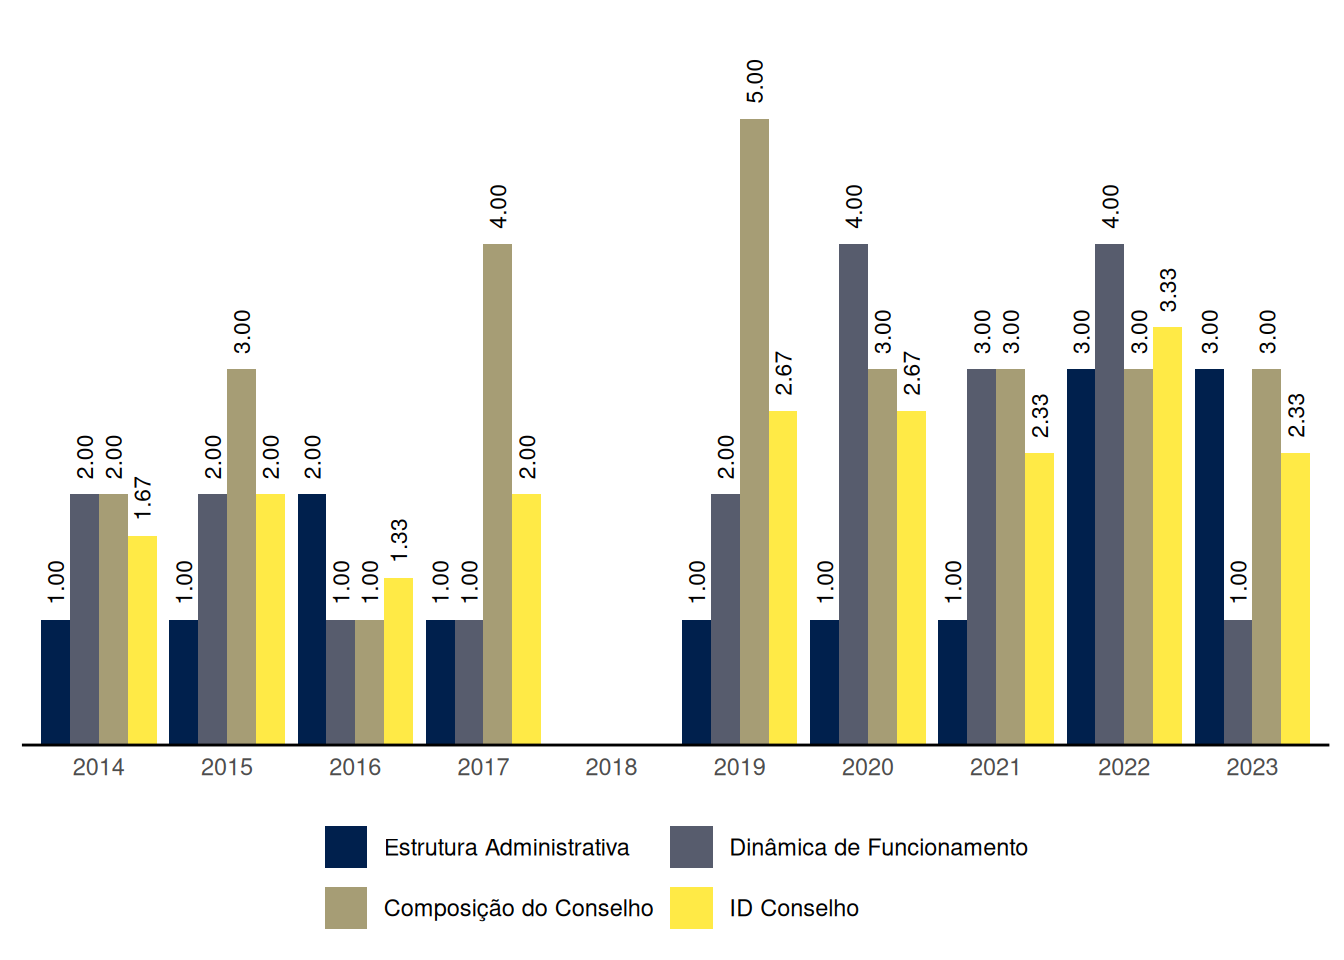 1.00 2.00 2.00 1.67 1.00 2.00 3.00 2.00 2.00 1.00 1.00 1.33 1.00 1.00 4.00 2.00 1.00 2.00 5.00 2.67 1.00 4.00 3.00 2.67 1.00 3.00 3.00 2.33 3.00 4.00 3.00 3.33 3.00 1.00 3.00 2.33
2014 2015 2016 2017 2018 2019 2020 2021 2022 2023
Estrutura Administrativa Dinâmica de Funcionamento
Composição do Conselho ID Conselho